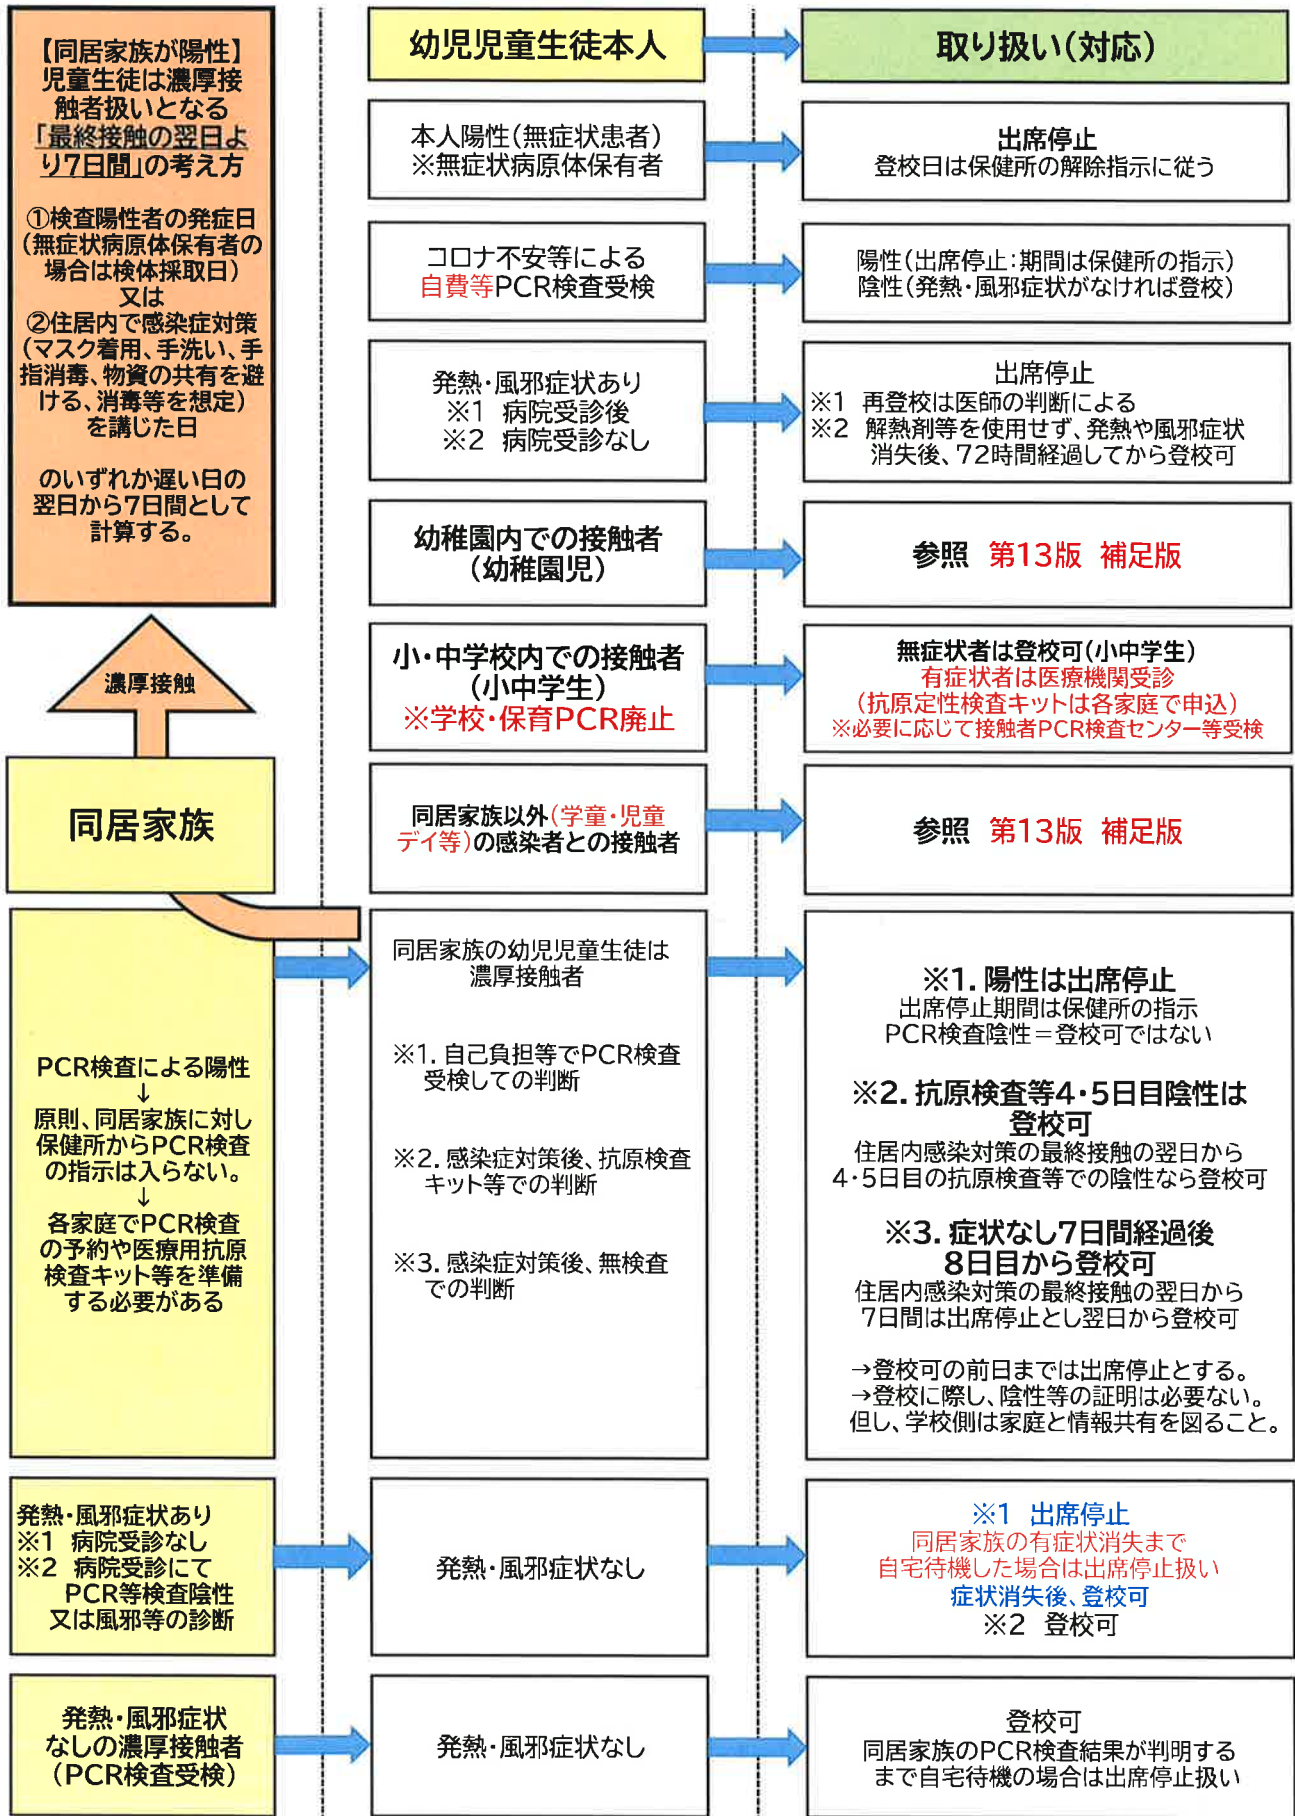 【同居家族が陽性】
児童生徒は濃厚接
触者扱いとなる
「最終接触の翌日よ
り7日間」の考え方
①検査陽性者の発症日
(無症状病原体保有者の
場合は検体採取日)
又は
②住居内で感染症対策
(マスク着用、手洗い、手
指消毒、物資の共有を避
ける、消毒等を想定)
を講じた日
のいずれか遅い日の
翌日から7日間として
計算する。
濃厚接触
同居家族
幼児児童生徒本人
取り扱い(対応)
本人陽性(無症状患者)
※無症状病原体保有者
出席停止
登校日は保健所の解除指示に従う
コロナ不安等による
自費等PCR検査受検
陽性(出席停止:期間は保健所の指示)
陰性(発熱・風邪症状がなければ登校)
発熱・風邪症状あり
※1 病院受診後
※2 病院受診なし
出席停止
※1 再登校は医師の判断による
※2 解熱剤等を使用せず、発熱や風邪症状
消失後、72時間経過してから登校可
幼稚園内での接触者
(幼稚園児)
参照 第13版 補足版
小・中学校内での接触者
(小中学生)
※学校・保育PCR廃止
無症状者は登校可(小中学生)
有症状者は医療機関受診
(抗原定性検査キットは各家庭で申込)
※必要に応じて接触者PCR検査センター等受検
同居家族以外(学童・児童
デイ等)の感染者との接触者
参照 第13版 補足版
PCR検査による陽性
↓
原則、同居家族に対し
保健所からPCR検査
の指示は入らない。
↓
各家庭でPCR検査
の予約や医療用抗原
検査キット等を準備
する必要がある
同居家族の幼児児童生徒は
濃厚接触者
※1. 自己負担等でPCR検査
受検しての判断
※2. 感染症対策後、抗原検査
キット等での判断
※3. 感染症対策後、無検査
での判断
※1. 陽性は出席停止
出席停止期間は保健所の指示
PCR検査陰性=登校可ではない
※2. 抗原検査等4・5日目陰性は
登校可
住居内感染対策の最終接触の翌日から
4・5日目の抗原検査等での陰性なら登校可
※3. 症状なし7日間経過後
8日目から登校可
住居内感染対策の最終接触の翌日から
7日間は出席停止とし翌日から登校可
→登校可の前日までは出席停止とする。
→登校に際し、陰性等の証明は必要ない。
但し、学校側は家庭と情報共有を図ること。
発熱・風邪症状あり
※1 病院受診なし
※2 病院受診にて
PCR等検査陰性
又は風邪等の診断
発熱・風邪症状なし
※1 出席停止
同居家族の有症状消失まで
自宅待機した場合は出席停止扱い
症状消失後、登校可
※2 登校可
発熱・風邪症状
なしの濃厚接触者
(PCR検査受検)
発熱・風邪症状なし
登校可
同居家族のPCR検査結果が判明する
まで自宅待機の場合は出席停止扱い